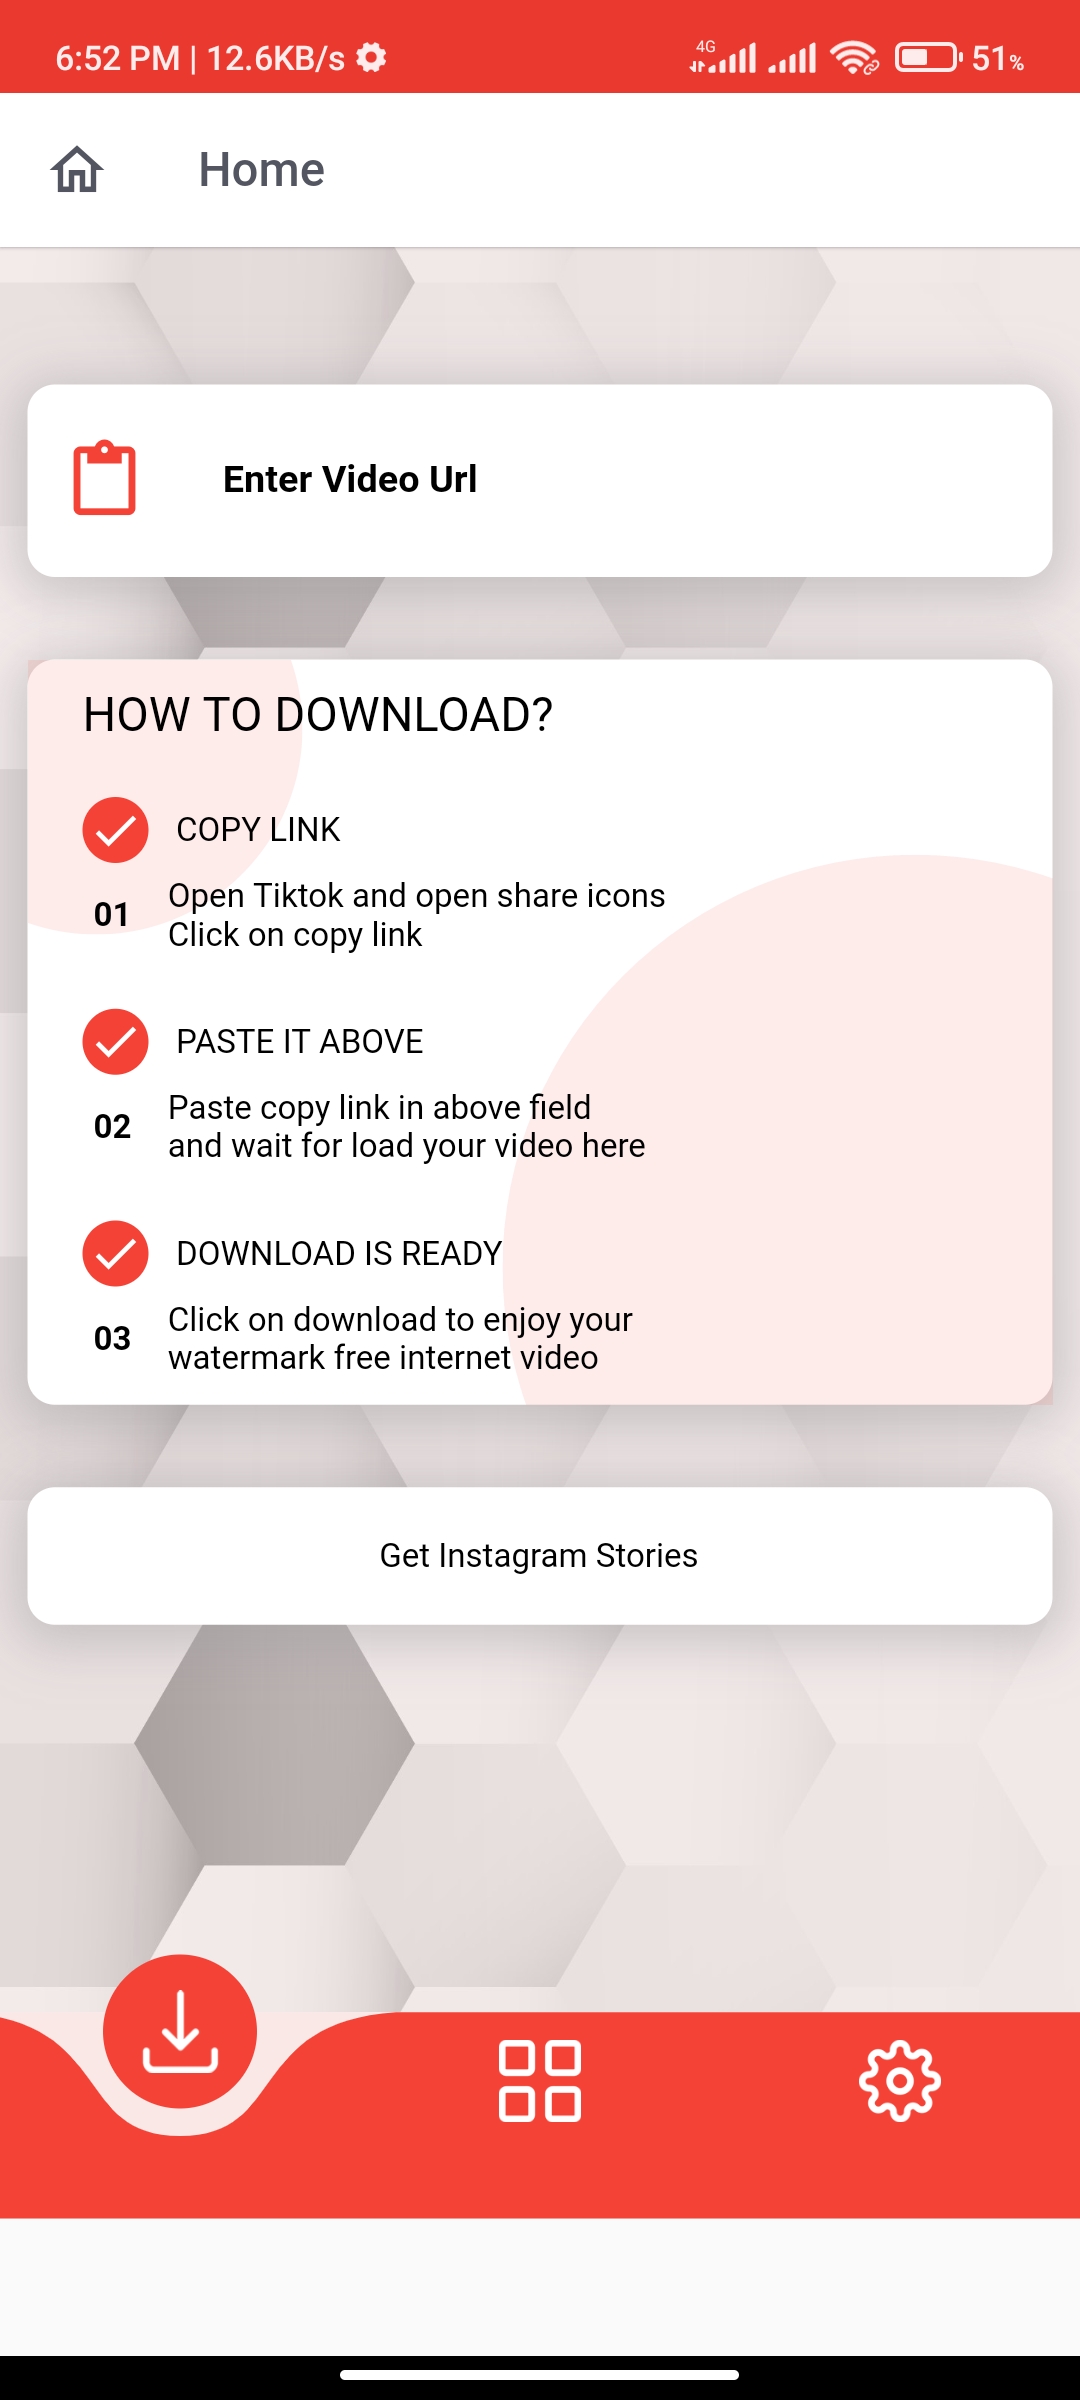 6:52 PM | 12.6KB/s
4G
51%
Home
Enter Video Url
HOW TO DOWNLOAD?
COPY LINK
01
Open Tiktok and open share icons
Click on copy link
PASTE IT ABOVE
02
Paste copy link in above field
and wait for load your video here
DOWNLOAD IS READY
03
Click on download to enjoy your
watermark free internet video
Get Instagram Stories